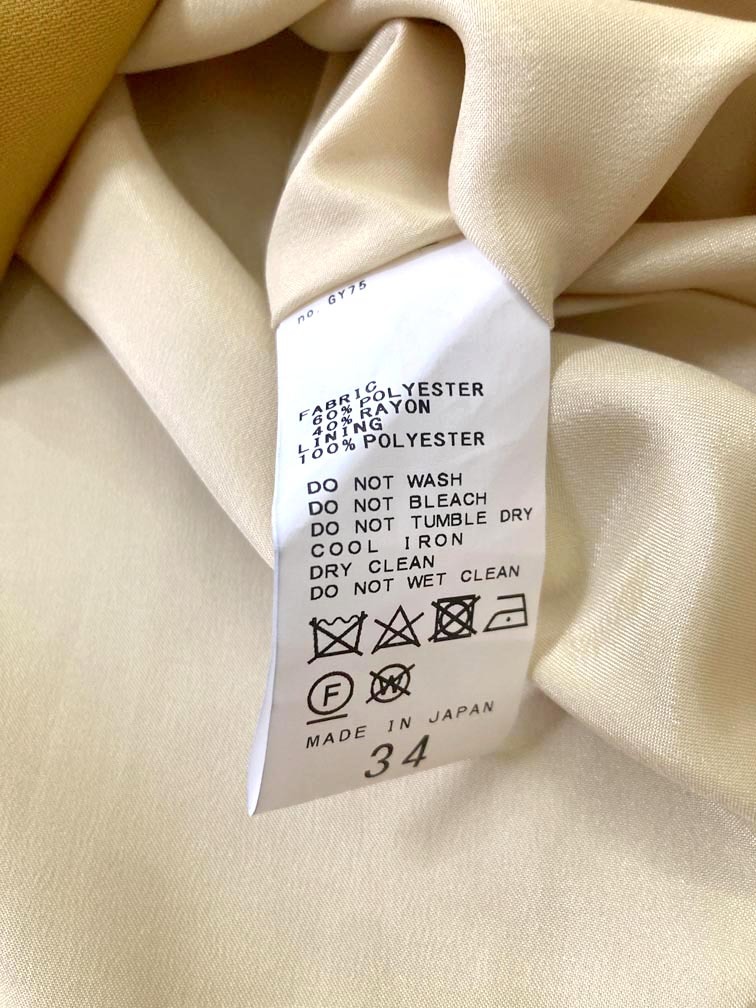 no. GY75
FABRIC
60% POLYESTER
40% RAYON
LINING
100% POLYESTER
DO NOT WASH
DO NOT BLEACH
DO NOT TUMBLE DRY
COOL IRON
DRY CLEAN
DO NOT WET CLEAN
F W
MADE IN JAPAN
34